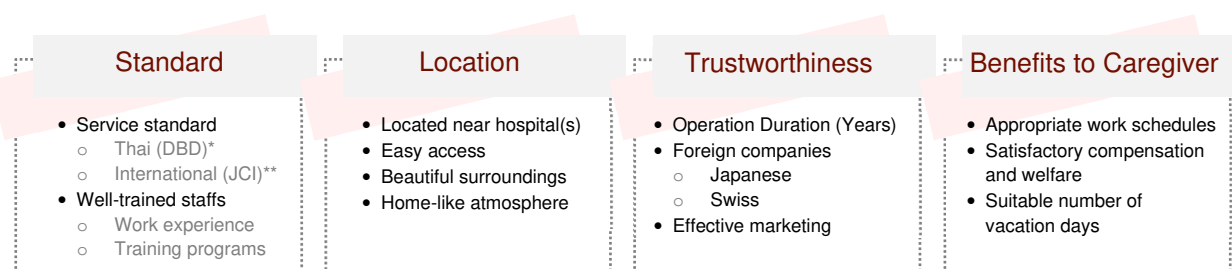 Standard
• Service standard
○ Thai (DBD)*
○ International (JCI)**
• Well-trained staffs
○ Work experience
○ Training programs
Location
• Located near hospital(s)
• Easy access
• Beautiful surroundings
• Home-like atmosphere
Trustworthiness
• Operation Duration (Years)
• Foreign companies
○ Japanese
○ Swiss
• Effective marketing
Benefits to Caregiver
• Appropriate work schedules
• Satisfactory compensation
and welfare
• Suitable number of
vacation days